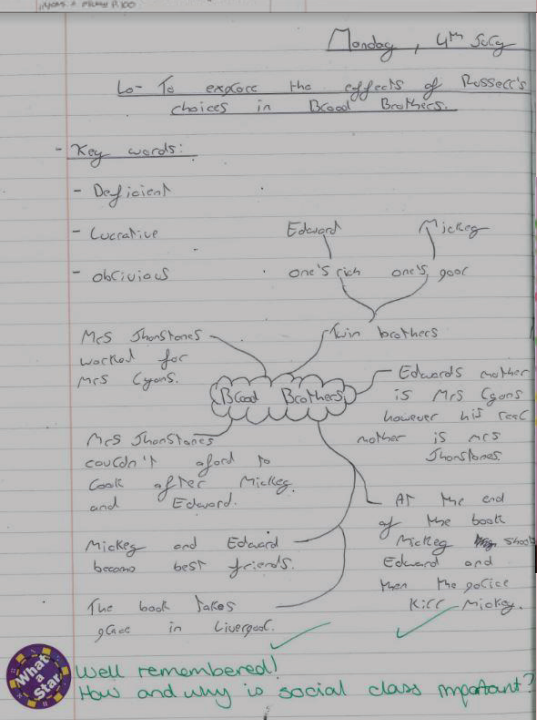 Monday, 4th July
Lo- To explore the effects of Russell's
choices in Blood Brothers.
- Key words:
- Deficient
- Lucrative
- oblivious
Edward
Mickey
one's rich
one's poor
Twin brothers
Mrs Jhonstones
worked for
Mrs Lyons.
Blood Brothers
Edwards mother
is Mrs Lyons
however his real
mother is mrs
Jhonstones
Mrs Jhonstones
couldn't aford to
look after Mickey
and Edward.
At the end
of the book
Mickey shoots
Edward and
then the police
kill Mickey.
Mickey and Edward
become best friends.
The book takes
place in Liverpool.
What
a
Star
Well remembered!
How and why is social class important?